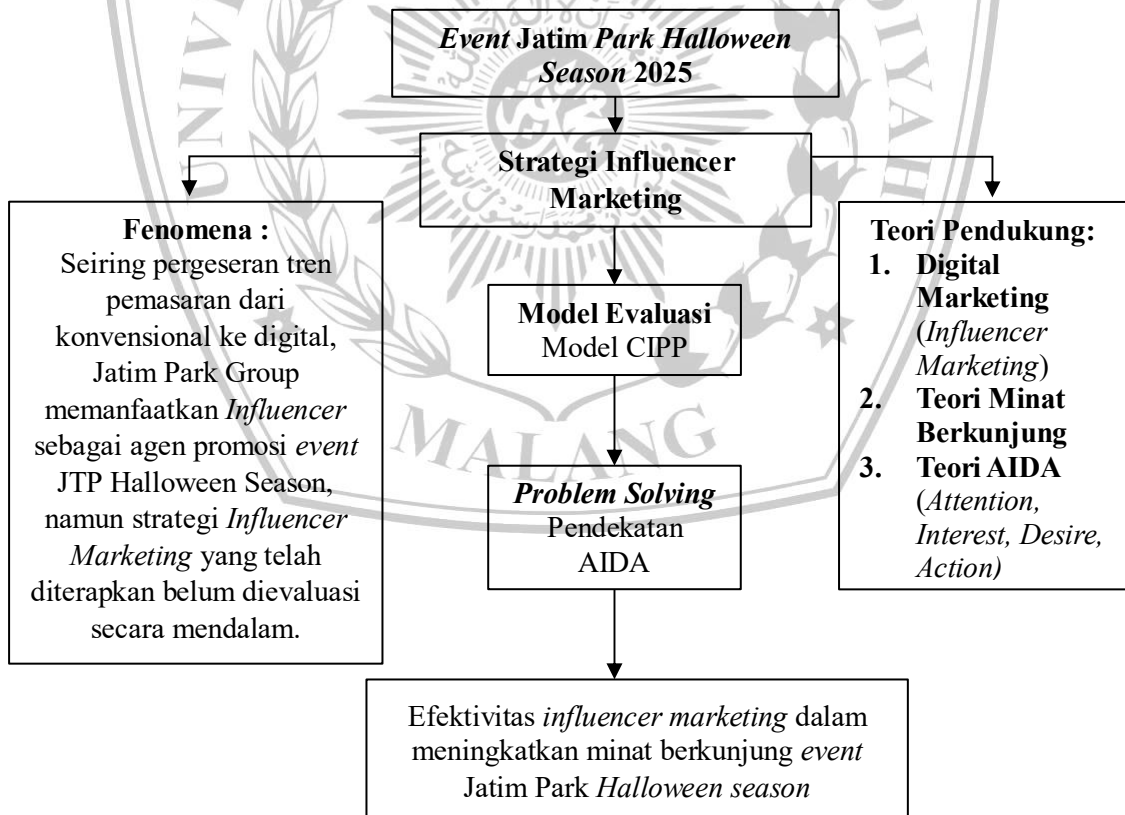 Event Jatim Park Halloween
Season 2025
Strategi Influencer
Marketing
Fenomena :
Seiring pergeseran tren
pemasaran dari
konvensional ke digital,
Jatim Park Group
memanfaatkan Influencer
sebagai agen promosi event
JTP Halloween Season,
namun strategi Influencer
Marketing yang telah
diterapkan belum dievaluasi
secara mendalam.
Model Evaluasi
Model CIPP
Problem Solving
Pendekatan
AIDA
Teori Pendukung:
1. Digital
Marketing
(Influencer
Marketing)
2. Teori Minat
Berkunjung
3. Teori AIDA
(Attention,
Interest, Desire,
Action)
Efektivitas influencer marketing dalam
meningkatkan minat berkunjung event
Jatim Park Halloween season
MALANG